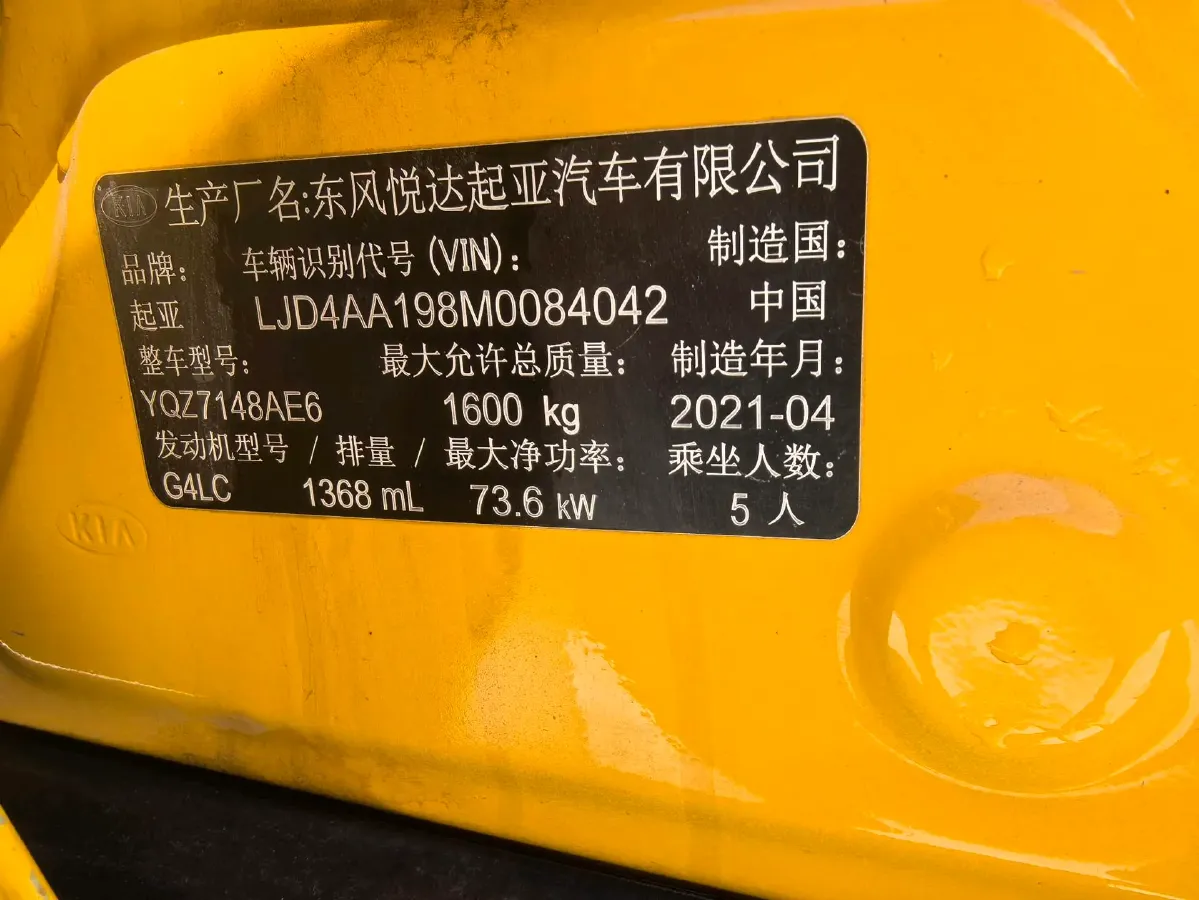 KIA 生产厂名:东风悦达起亚汽车有限公司
品牌: 车辆识别代号 (VIN): 制造国:
起亚 LJD4AA198M0084042 中国
整车型号: 最大允许总质量: 制造年月:
YQZ7148AE6 1600 kg 2021-04
发动机型号 / 排量 / 最大净功率: 乘坐人数:
G4LC 1368 mL 73.6 kW 5 人
KIA